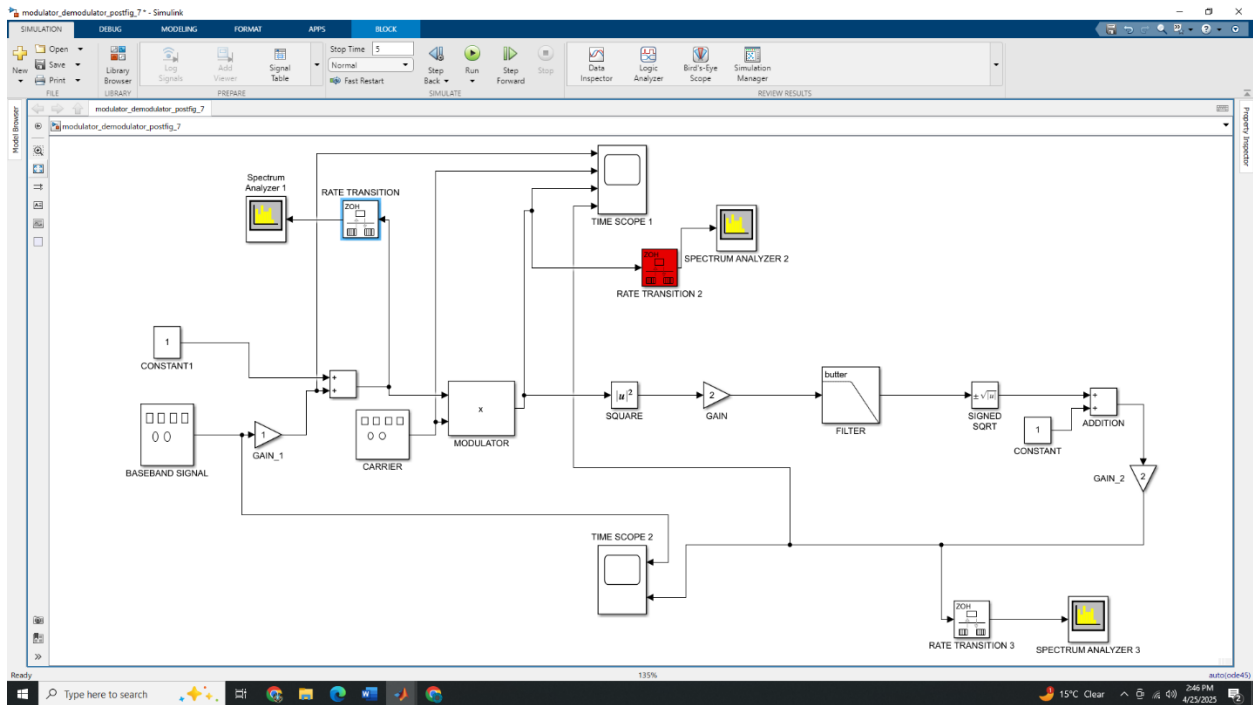 modulator_demodulator_postfig_7 * - Simulink
SIMULATION
DEBUG
MODELING
FORMAT
APPS
BLOCK
New
Open
Save
Print
FILE
Library
Browser
LIBRARY
Log
Signals
Add
Viewer
Signal
Table
PREPARE
Stop Time 5
Normal
Fast Restart
Step
Back
Run
Step
Forward
Stop
SIMULATE
Data
Inspector
Logic
Analyzer
Bird's-Eye
Scope
Simulation
Manager
REVIEW RESULTS
Model Browser
Property Inspector
modulator_demodulator_postfig_7
modulator_demodulator_postfig_7
Spectrum
Analyzer 1
RATE TRANSITION
ZOH
TIME SCOPE 1
SPECTRUM ANALYZER 2
ZOH
RATE TRANSITION 2
1
CONSTANT1
+
+
BASEBAND SIGNAL
1
GAIN_1
CARRIER
x
MODULATOR
|u|²
SQUARE
2
GAIN
butter
FILTER
± √|u|
SIGNED
SQRT
1
CONSTANT
+
+
ADDITION
GAIN_2
2
TIME SCOPE 2
ZOH
RATE TRANSITION 3
SPECTRUM ANALYZER 3
Ready
135%
auto(ode45)
Type here to search
15°C Clear
2:46 PM
4/25/2025